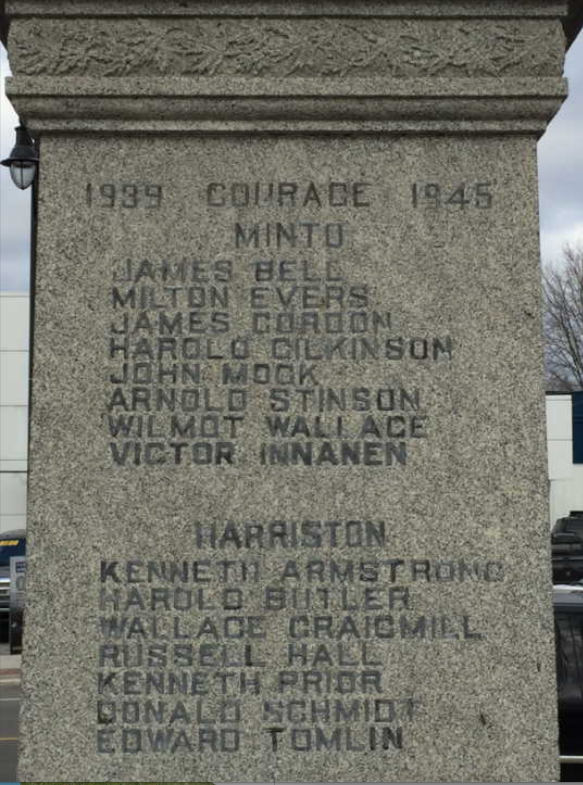 1939 COURAGE 1945
MINTO
JAMES BELL
MILTON EVERS
JAMES GORDON
HAROLD GILKINSON
JOHN MOCK
ARNOLD STINSON
WILMOT WALLACE
VICTOR INNANEN
HARRISTON
KENNETH ARMSTRONG
HAROLD BUTLER
WALLACE CRAIGMILL
RUSSELL HALL
KENNETH PRIOR
DONALD SCHMIDT
EDWARD TOMLIN